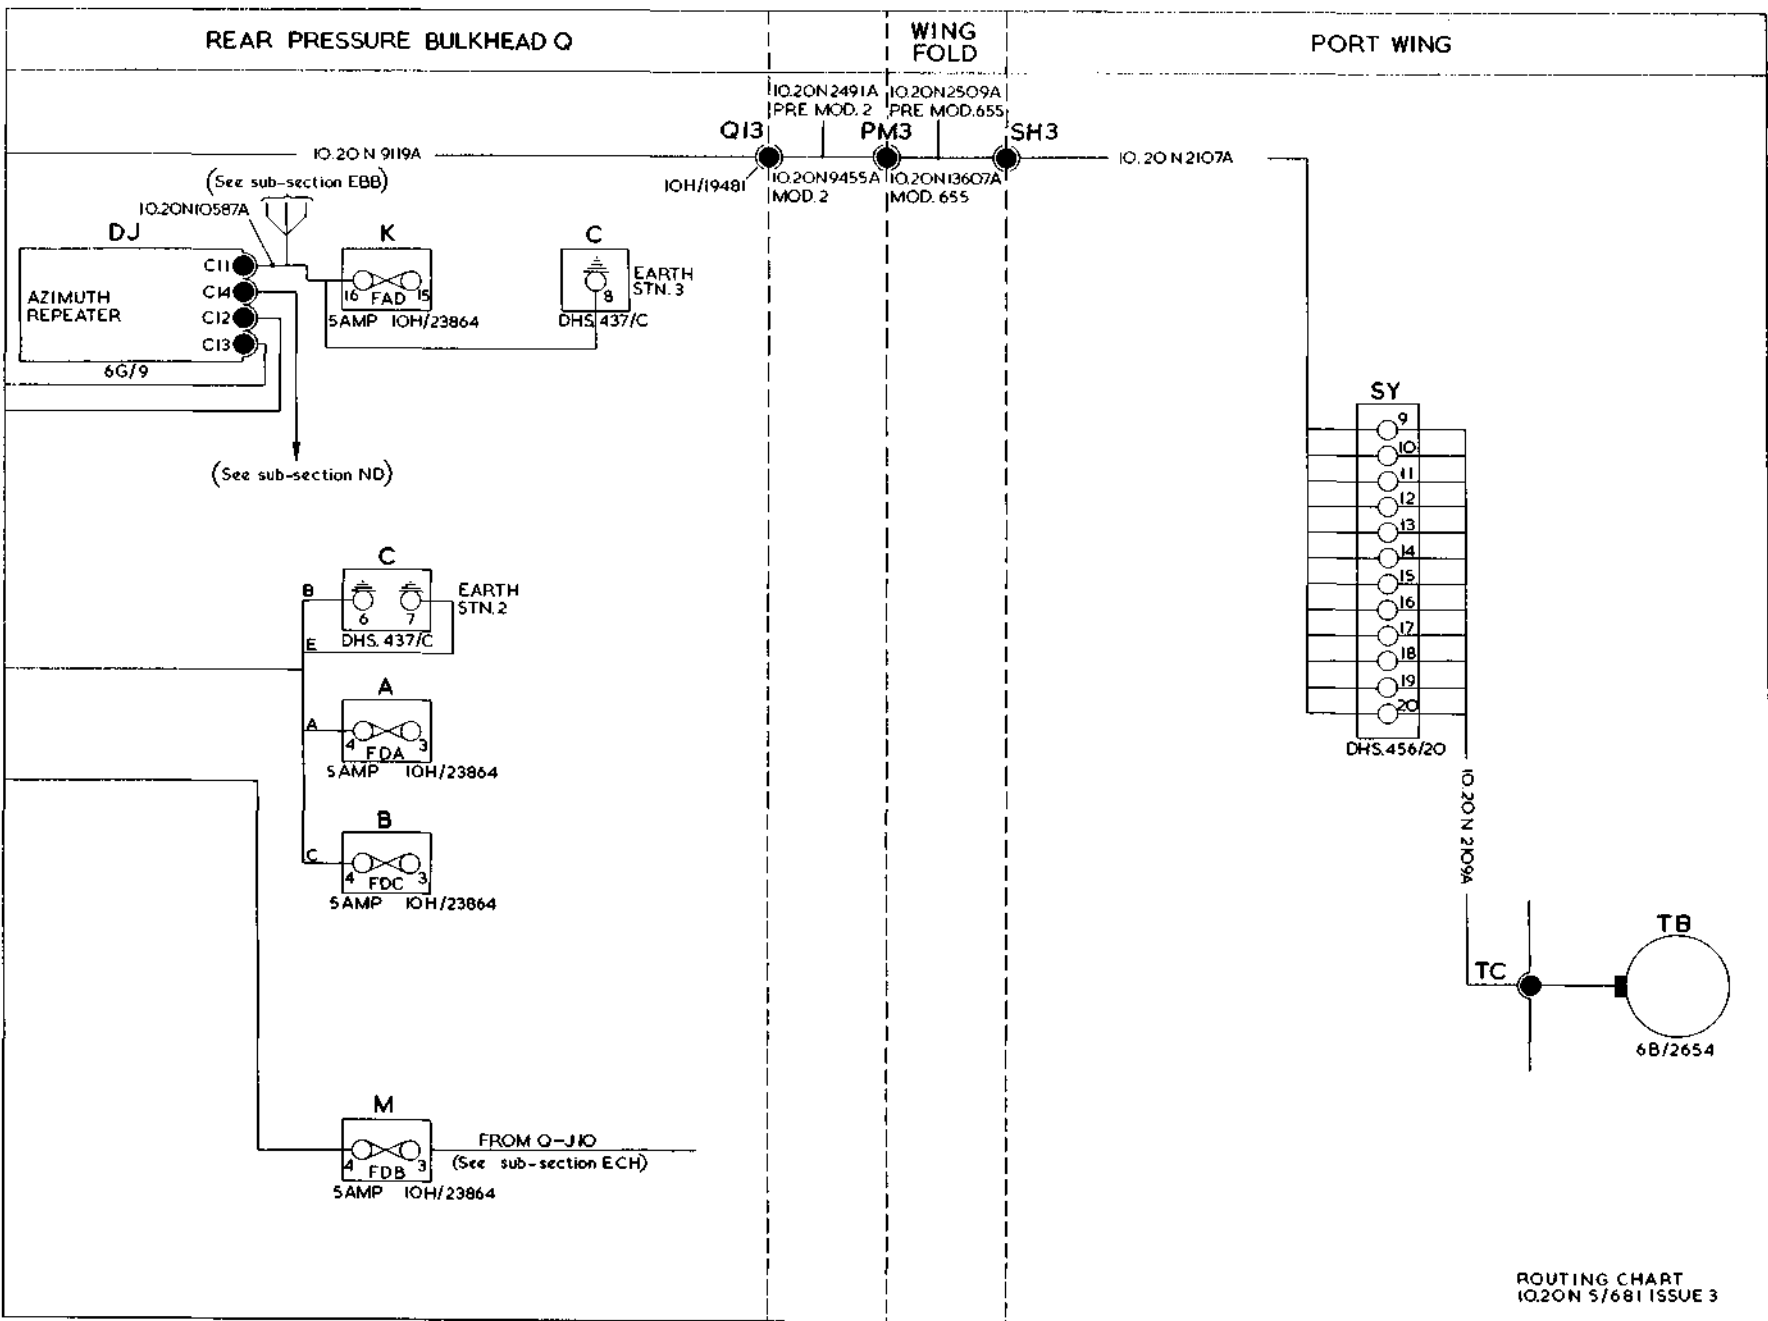 REAR PRESSURE BULKHEAD Q
WING
FOLD
PORT WING
10.20N2491A
PRE MOD. 2
10.20N2509A
PRE MOD.655
Q13
PM3
SH3
10.20 N 9119A
10.20 N 2107A
10H/19481
10.20N9455A
MOD. 2
10.20N13607A
MOD. 655
(See sub-section EBB)
10.20N10587A
DJ
K
C
C11
C14
C12
C13
AZIMUTH
REPEATER
6G/9
16
FAD
15
5AMP 10H/23864
8
EARTH
STN. 3
DHS. 437/C
(See sub-section ND)
SY
9
10
11
12
13
14
15
16
17
18
19
20
DHS.456/20
C
B
6
7
EARTH
STN. 2
E
DHS. 437/C
A
A
4
FDA
3
5AMP 10H/23864
B
C
4
FDC
3
5AMP 10H/23864
10.20 N 2109A
TC
TB
6B/2654
M
4
FDB
3
5AMP 10H/23864
FROM Q-J10
(See sub-section ECH)
ROUTING CHART
10.20N S/681 ISSUE 3